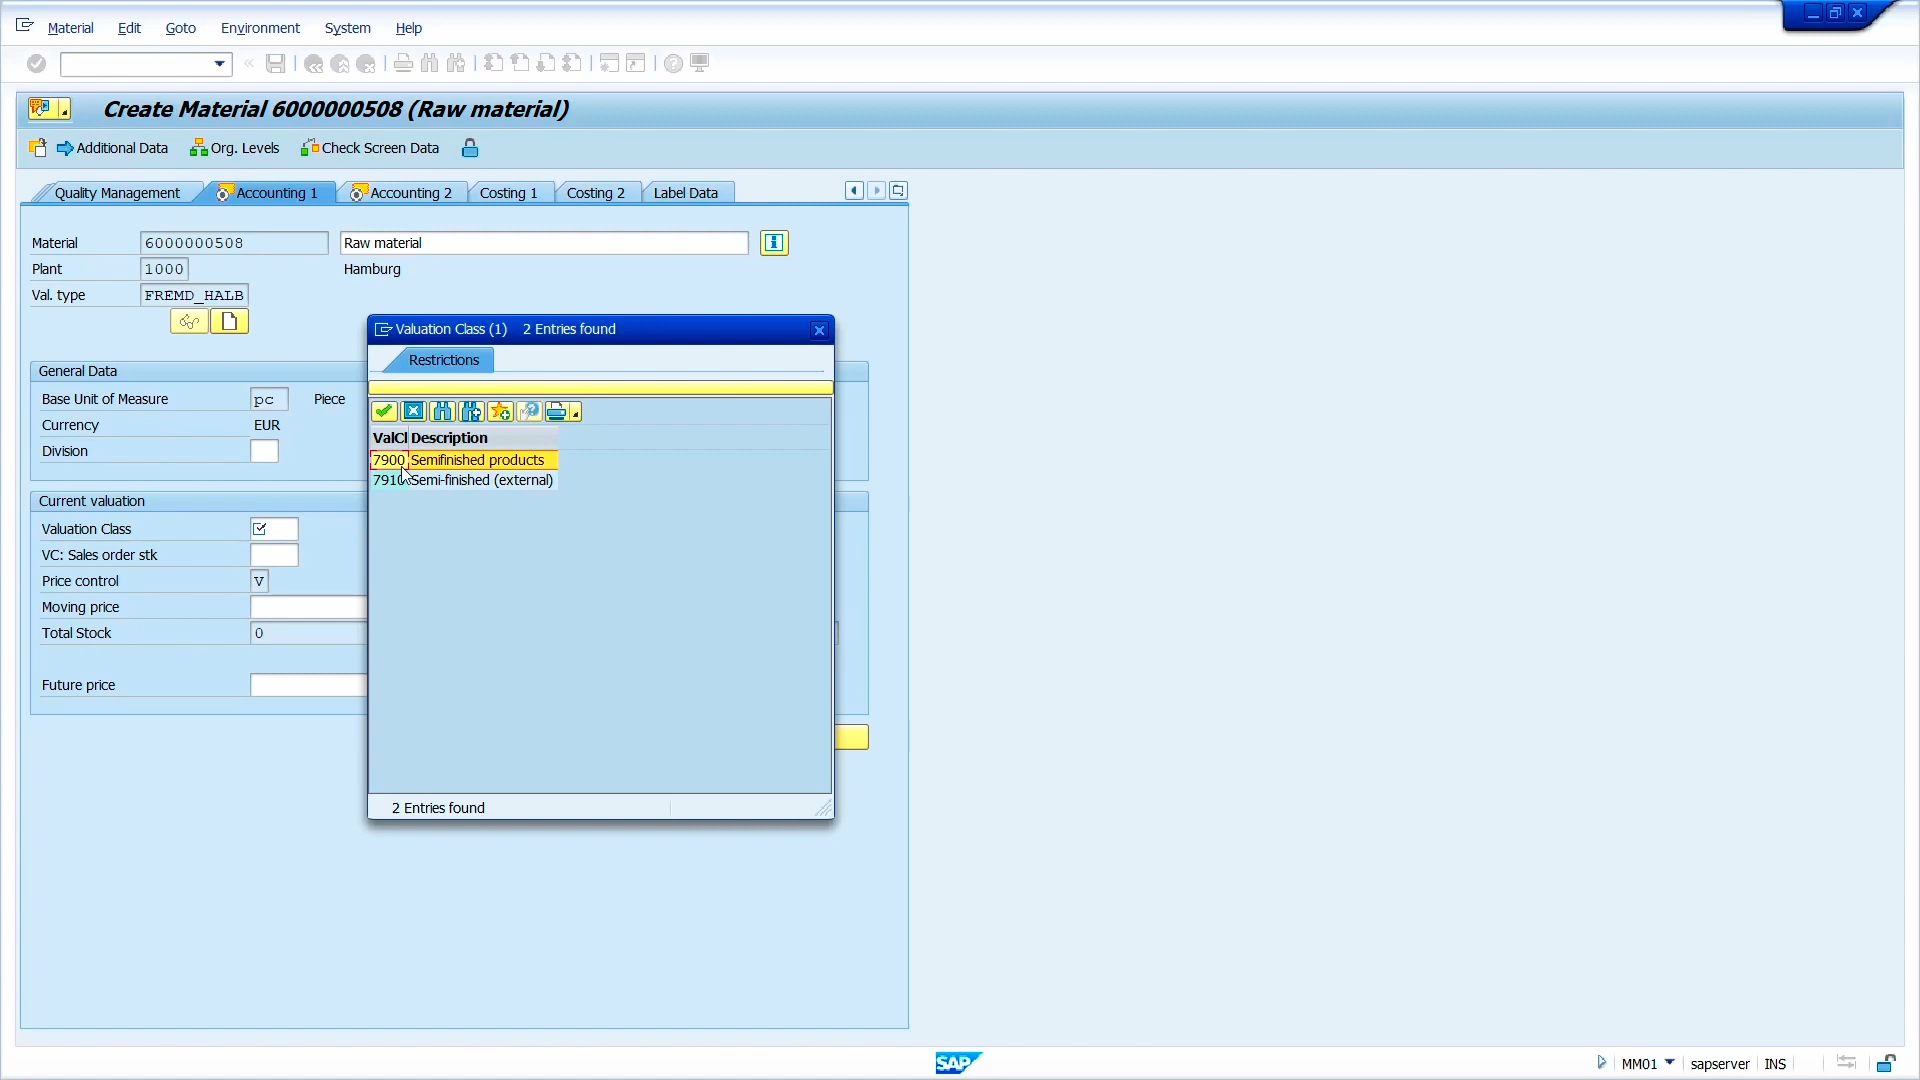 Material Edit Goto Environment System Help
Create Material 6000000508 (Raw material)
Additional Data Org. Levels Check Screen Data
Quality Management Accounting 1 Accounting 2 Costing 1 Costing 2 Label Data
Material 6000000508 Raw material
Plant 1000 Hamburg
Val. type FREMD_HALB
Valuation Class (1) 2 Entries found
Restrictions
General Data
Base Unit of Measure pc Piece
Currency EUR
Division
ValCl Description
7900 Semifinished products
7910 Semi-finished (external)
Current valuation
Valuation Class
VC: Sales order stk
Price control V
Moving price
Total Stock 0
Future price
2 Entries found
SAP MM01 sapserver INS